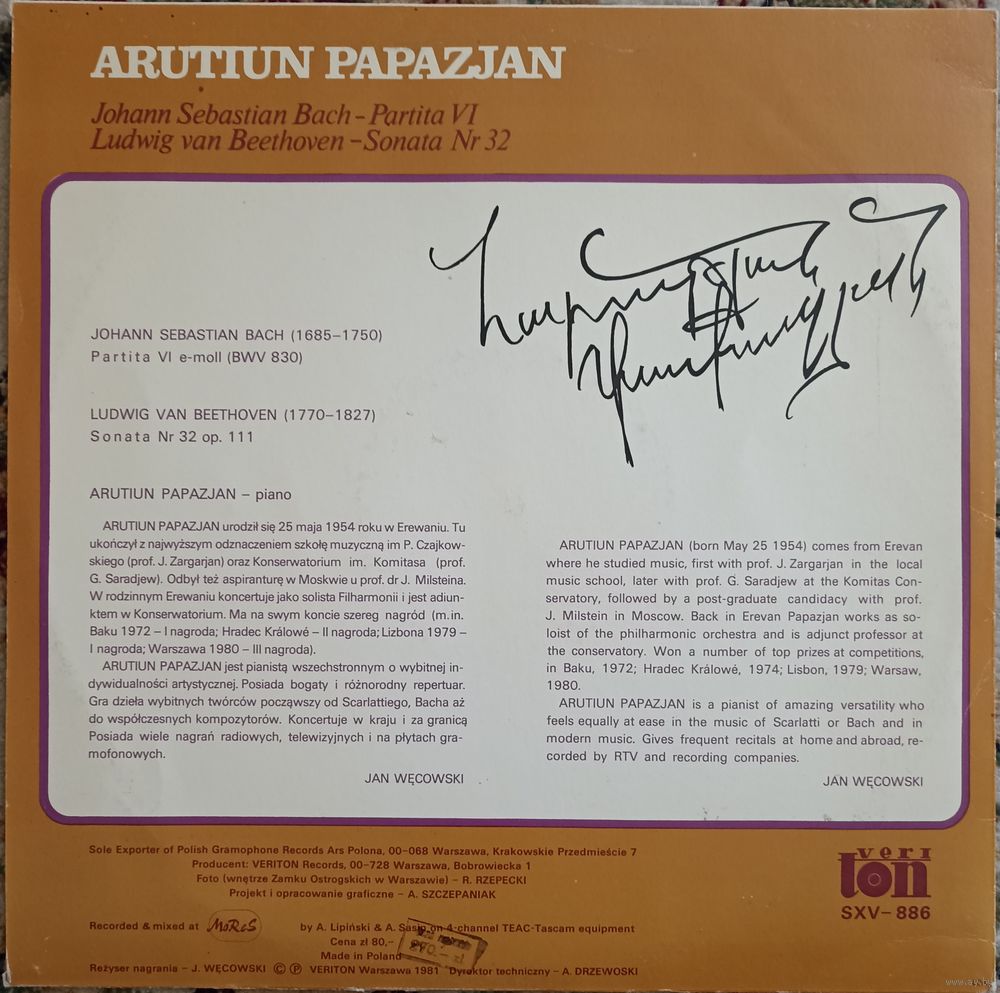 ARUTIUN PAPAZJAN
Johann Sebastian Bach – Partita VI
Ludwig van Beethoven – Sonata Nr 32
JOHANN SEBASTIAN BACH (1685–1750)
Partita VI e-moll (BWV 830)
LUDWIG VAN BEETHOVEN (1770–1827)
Sonata Nr 32 op. 111
ARUTIUN PAPAZJAN – piano
ARUTIUN PAPAZJAN urodził się 25 maja 1954 roku w Erewaniu. Tu
ukończył z najwyższym odznaczeniem szkołę muzyczną im P. Czajkow-
skiego (prof. J. Zargarjan) oraz Konserwatorium im. Komitasa (prof.
G. Saradjew). Odbył też aspiranturę w Moskwie u prof. dr J. Milsteina.
W rodzinnym Erewaniu koncertuje jako solista Filharmonii i jest adiun-
ktem w Konserwatorium. Ma na swym koncie szereg nagród (m.in.
Baku 1972 – I nagroda; Hradec Králowé – II nagroda; Lizbona 1979 –
I nagroda; Warszawa 1980 – III nagroda).
ARUTIUN PAPAZJAN jest pianistą wszechstronnym o wybitnej in-
dywidualności artystycznej. Posiada bogaty i różnorodny repertuar.
Gra dzieła wybitnych twórców począwszy od Scarlattiego, Bacha aż
do współczesnych kompozytorów. Koncertuje w kraju i za granicą
Posiada wiele nagrań radiowych, telewizyjnych i na płytach gra-
mofonowych.
JAN WĘCOWSKI
ARUTIUN PAPAZJAN (born May 25 1954) comes from Erevan
where he studied music, first with prof. J. Zargarjan in the local
music school, later with prof. G. Saradjew at the Komitas Con-
servatory, followed by a post-graduate candidacy with prof.
J. Milstein in Moscow. Back in Erevan Papazjan works as so-
loist of the philharmonic orchestra and is adjunct professor at
the conservatory. Won a number of top prizes at competitions,
in Baku, 1972; Hradec Králowé, 1974; Lisbon, 1979; Warsaw,
1980.
ARUTIUN PAPAZJAN is a pianist of amazing versatility who
feels equally at ease in the music of Scarlatti or Bach and in
modern music. Gives frequent recitals at home and abroad, re-
corded by RTV and recording companies.
JAN WĘCOWSKI
Sole Exporter of Polish Gramophone Records Ars Polona, 00–068 Warszawa, Krakowskie Przedmieście 7
Producent: VERITON Records, 00–728 Warszawa, Bobrowiecka 1
Foto (wnętrze Zamku Ostrogskich w Warszawie) – R. RZEPECKI
Projekt i opracowanie graficzne – A. SZCZEPANIAK
veriton
SXV–886
Recorded & mixed at MoReS by A. Lipiński & A. Sasin on 4-channel TEAC-Tascam equipment
Cena zł 80,–
Made in Poland
Reżyser nagrania – J. WĘCOWSKI © Ⓟ VERITON Warszawa 1981 Dyrektor techniczny – A. DRZEWOSKI